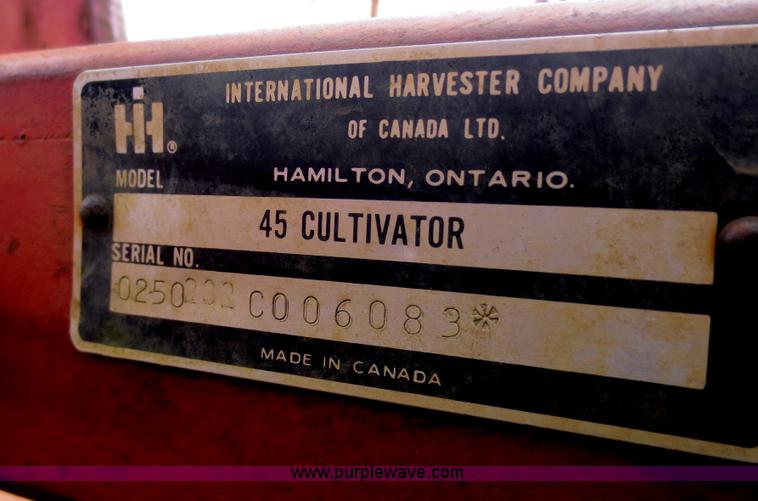 IH®
INTERNATIONAL HARVESTER COMPANY
OF CANADA LTD.
HAMILTON, ONTARIO.
MODEL
45 CULTIVATOR
SERIAL NO.
C006083*
MADE IN CANADA
www.purplewave.com